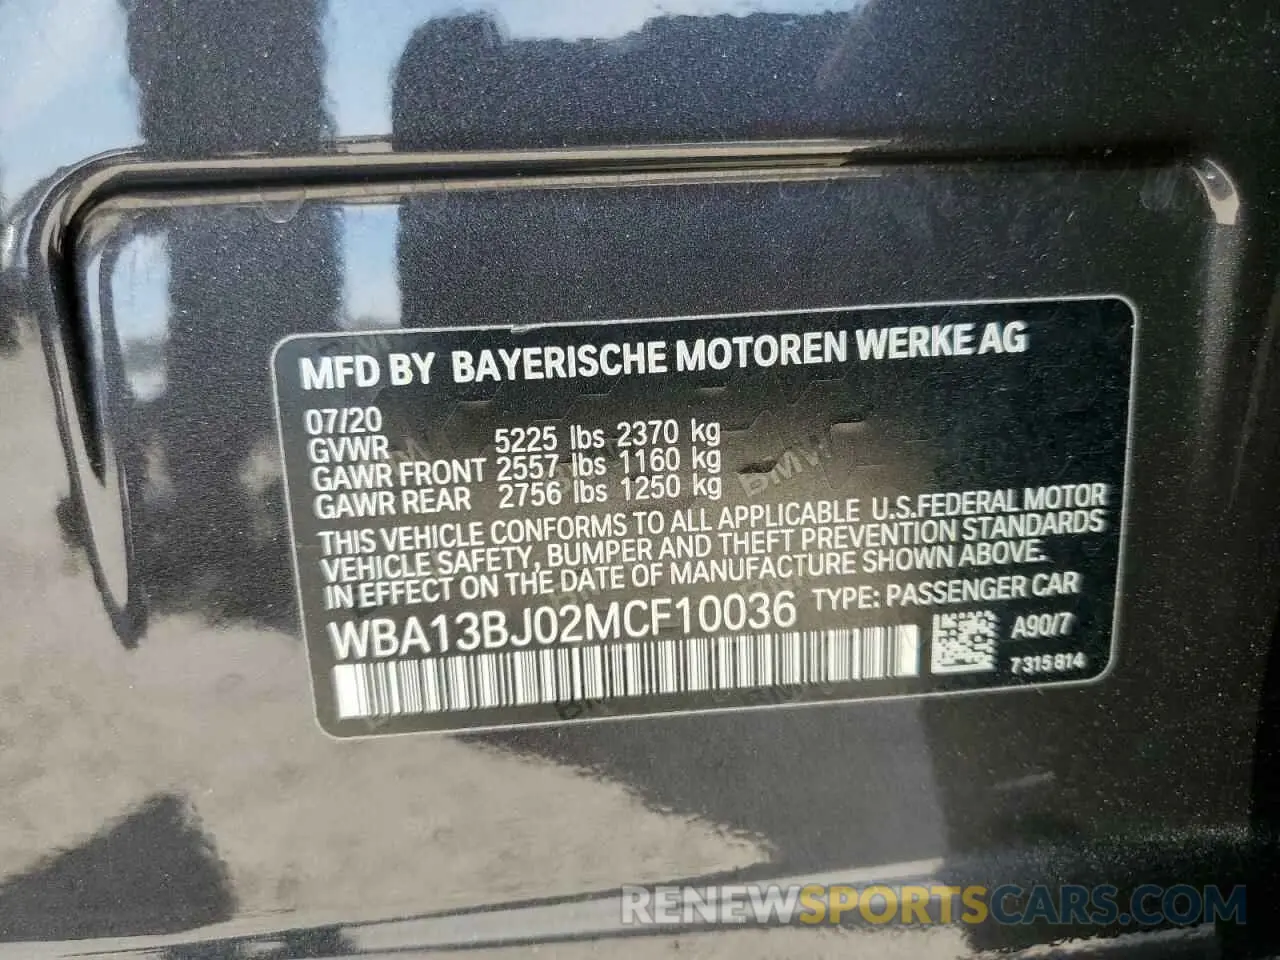 MFD BY BAYERISCHE MOTOREN WERKE AG
07/20
GVWR 5225 lbs 2370 kg
GAWR FRONT 2557 lbs 1160 kg
GAWR REAR 2756 lbs 1250 kg
THIS VEHICLE CONFORMS TO ALL APPLICABLE U.S.FEDERAL MOTOR
VEHICLE SAFETY, BUMPER AND THEFT PREVENTION STANDARDS
IN EFFECT ON THE DATE OF MANUFACTURE SHOWN ABOVE.
WBA13BJ02MCF10036 TYPE: PASSENGER CAR
A90/7
7315814
RENEWSPORTSCARS.COM